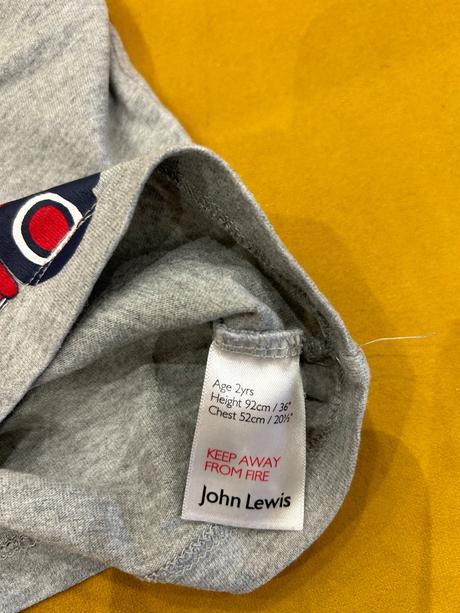 Age 2yrs
Height 92cm / 36"
Chest 52cm / 20½"
KEEP AWAY
FROM FIRE
John Lewis